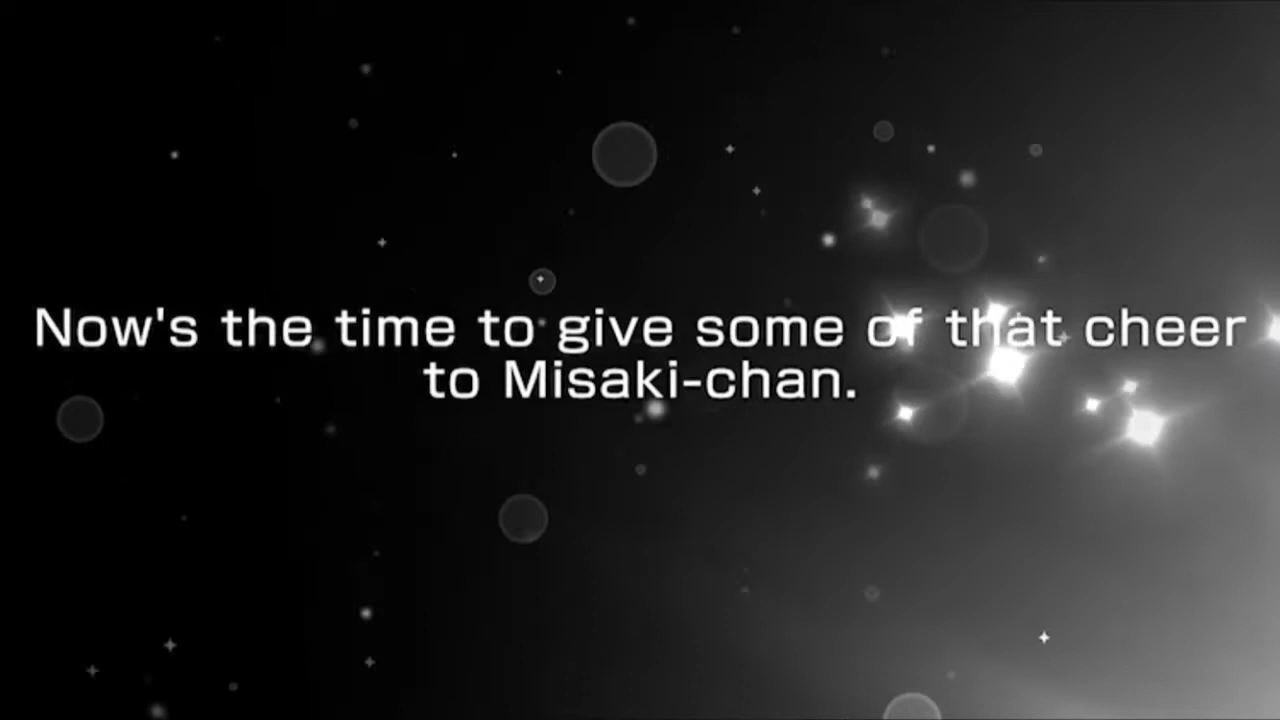 Now's the time to give some of that cheer
to Misaki-chan.